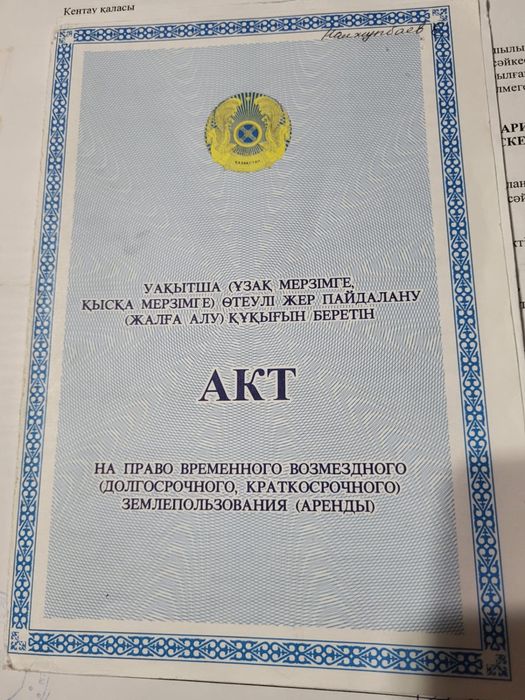 Кентау қаласы
ҚАЗАҚСТАН
УАҚЫТША (ҰЗАҚ МЕРЗІМГЕ,
ҚЫСҚА МЕРЗІМГЕ) ӨТЕУЛІ ЖЕР ПАЙДАЛАНУ
(ЖАЛҒА АЛУ) ҚҰҚЫҒЫН БЕРЕТІН
АКТ
НА ПРАВО ВРЕМЕННОГО ВОЗМЕЗДНОГО
(ДОЛГОСРОЧНОГО, КРАТКОСРОЧНОГО)
ЗЕМЛЕПОЛЬЗОВАНИЯ (АРЕНДЫ)